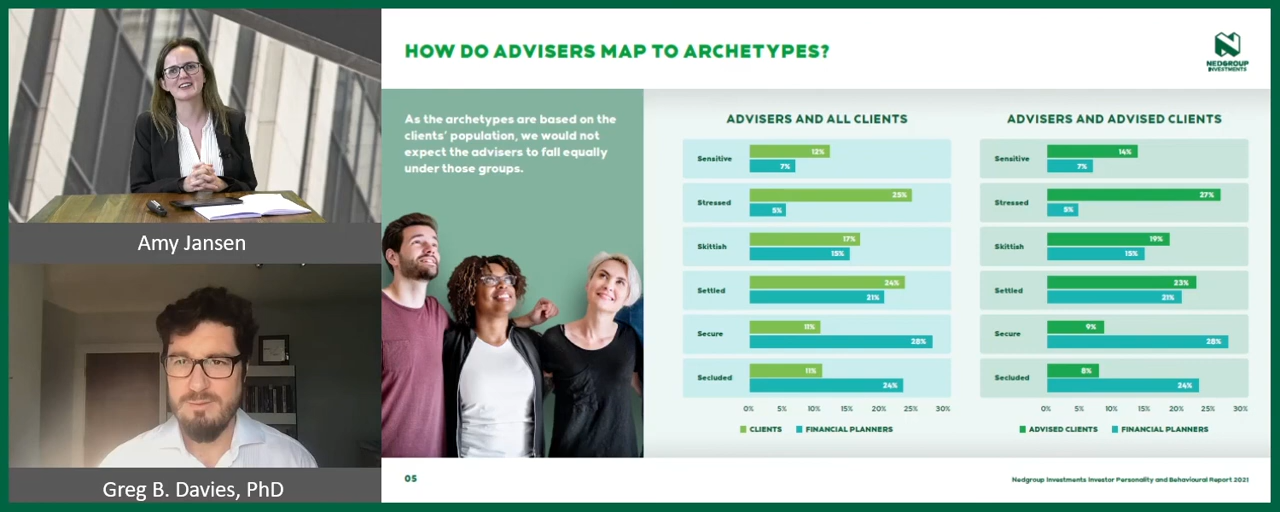 Amy Jansen
Greg B. Davies, PhD
HOW DO ADVISERS MAP TO ARCHETYPES?
NEDGROUP
INVESTMENTS
As the archetypes are based on the
clients' population, we would not
expect the advisers to fall equally
under those groups.
ADVISERS AND ALL CLIENTS
Sensitive
12%
7%
Stressed
25%
5%
Skittish
17%
15%
Settled
24%
21%
Secure
11%
28%
Secluded
11%
24%
0% 5% 10% 15% 20% 25% 30%
CLIENTS FINANCIAL PLANNERS
ADVISERS AND ADVISED CLIENTS
Sensitive
14%
7%
Stressed
27%
5%
Skittish
19%
15%
Settled
23%
21%
Secure
9%
28%
Secluded
8%
24%
0% 5% 10% 15% 20% 25% 30%
ADVISED CLIENTS FINANCIAL PLANNERS
05
Nedgroup Investments Investor Personality and Behavioural Report 2021